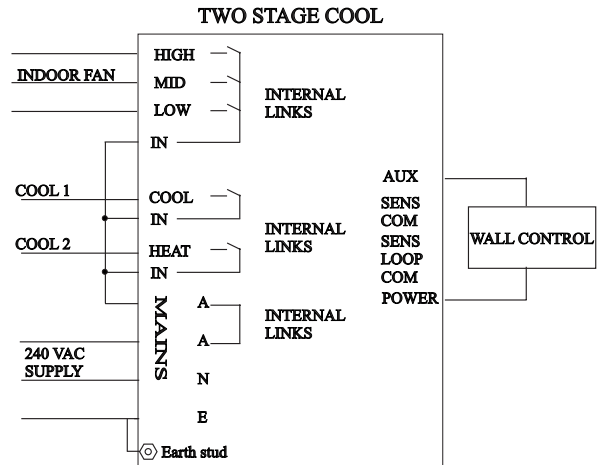 TWO STAGE COOL
HIGH
INDOOR FAN
MID
LOW
INTERNAL
LINKS
IN
COOL 1
COOL
IN
COOL 2
HEAT
IN
INTERNAL
LINKS
AUX
SENS
COM
SENS
LOOP
COM
POWER
WALL CONTROL
MAINS
A
A
INTERNAL
LINKS
240 VAC
SUPPLY
N
E
Earth stud